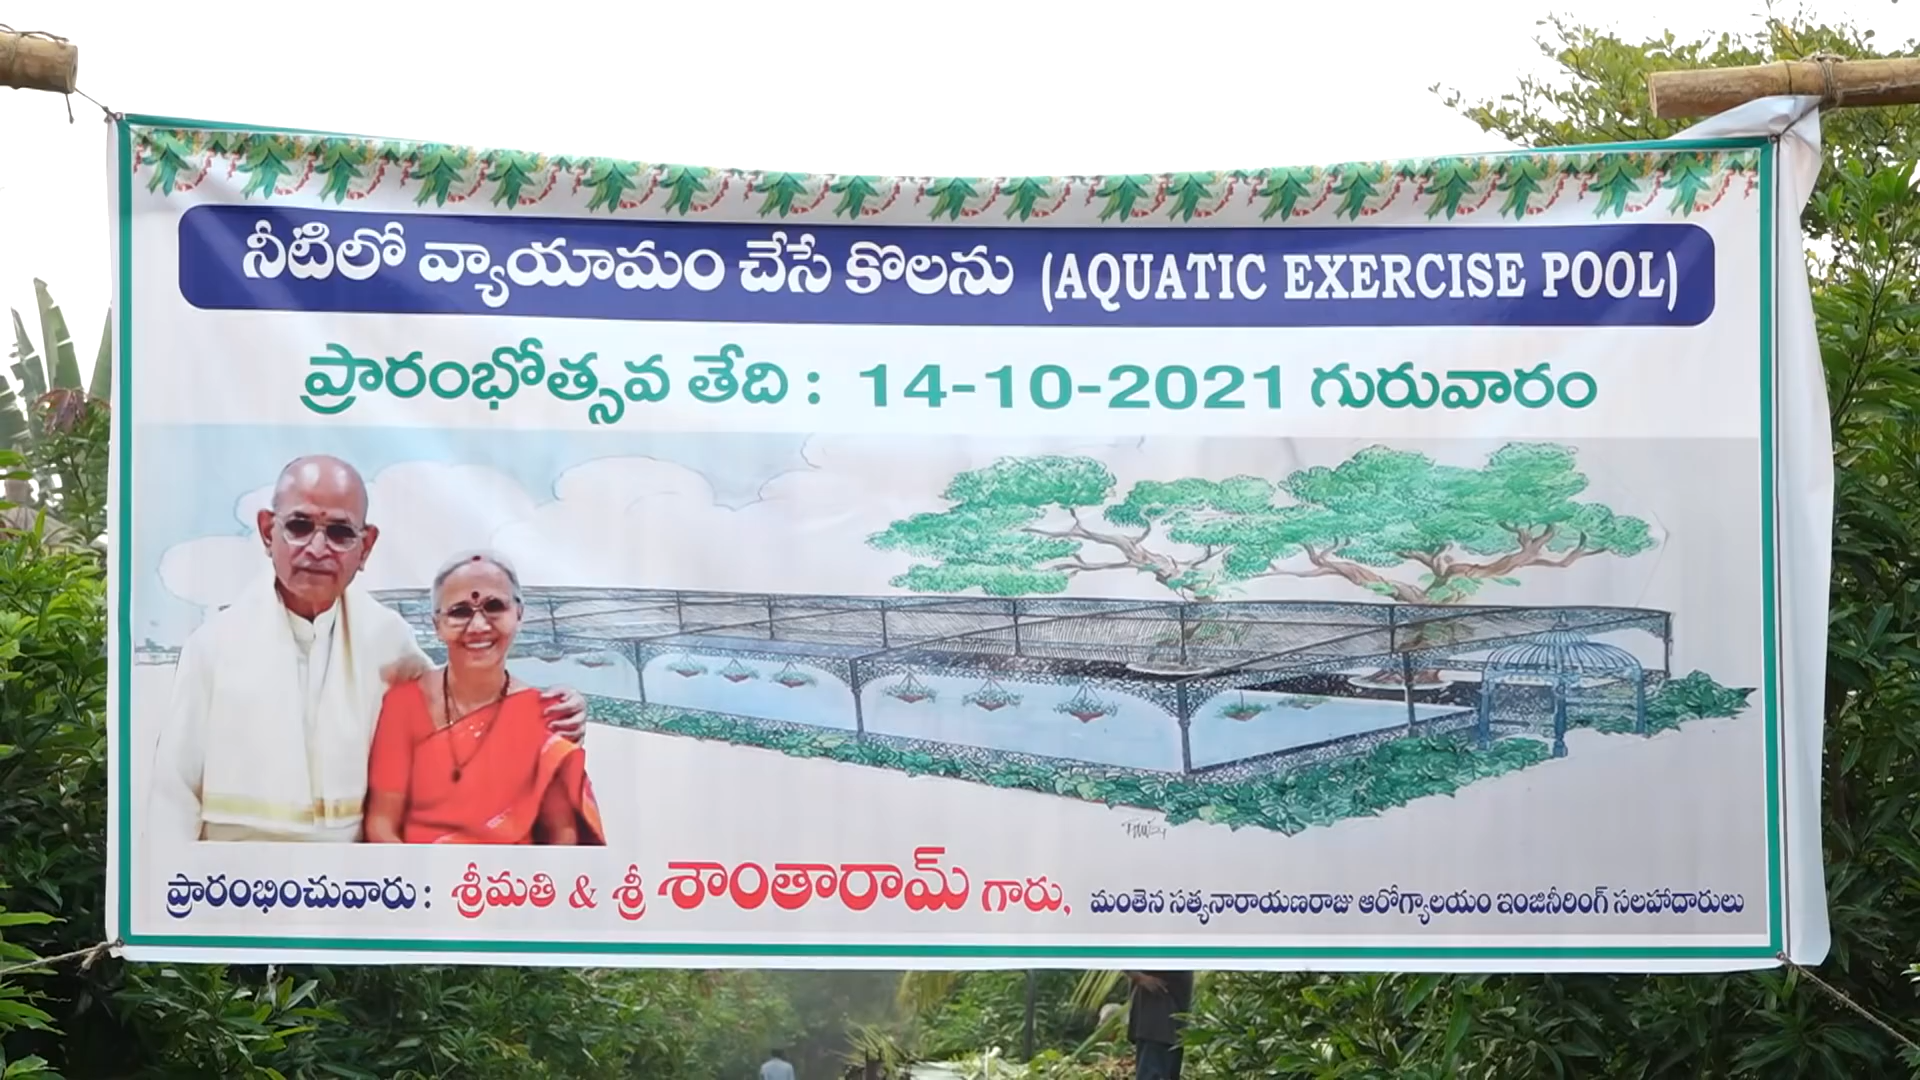 నీటిలో వ్యాయామం చేసే కొలను (AQUATIC EXERCISE POOL)
ప్రారంభోత్సవ తేది : 14-10-2021 గురువారం
ప్రారంభించువారు : శ్రీమతి & శ్రీ శాంతారామ్ గారు, మంతెన సత్యనారాయణరాజు ఆరోగ్యాలయం ఇంజినీరింగ్ సలహాదారులు